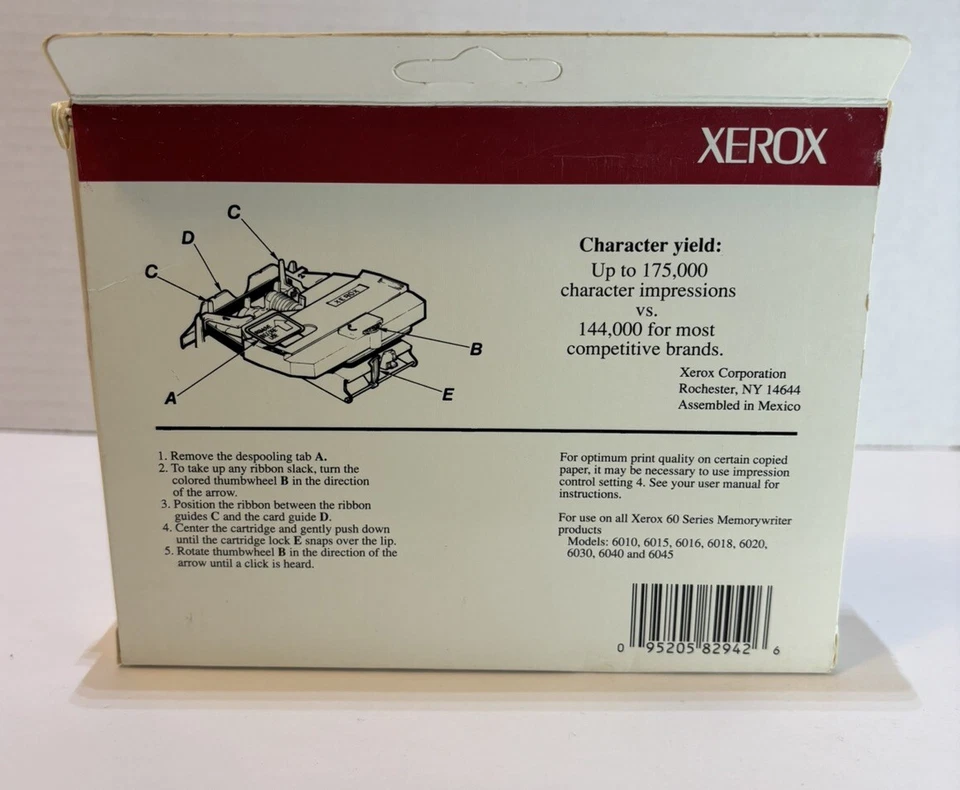 XEROX
C
D
C
XEROX
B
A
E
Character yield:
Up to 175,000
character impressions
vs.
144,000 for most
competitive brands.
Xerox Corporation
Rochester, NY 14644
Assembled in Mexico
1. Remove the despooling tab A.
2. To take up any ribbon slack, turn the
colored thumbwheel B in the direction
of the arrow.
3. Position the ribbon between the ribbon
guides C and the card guide D.
4. Center the cartridge and gently push down
until the cartridge lock E snaps over the lip.
5. Rotate thumbwheel B in the direction of the
arrow until a click is heard.
For optimum print quality on certain copied
paper, it may be necessary to use impression
control setting 4. See your user manual for
instructions.
For use on all Xerox 60 Series Memorywriter
products
Models: 6010, 6015, 6016, 6018, 6020,
6030, 6040 and 6045
0 95205 82942 6